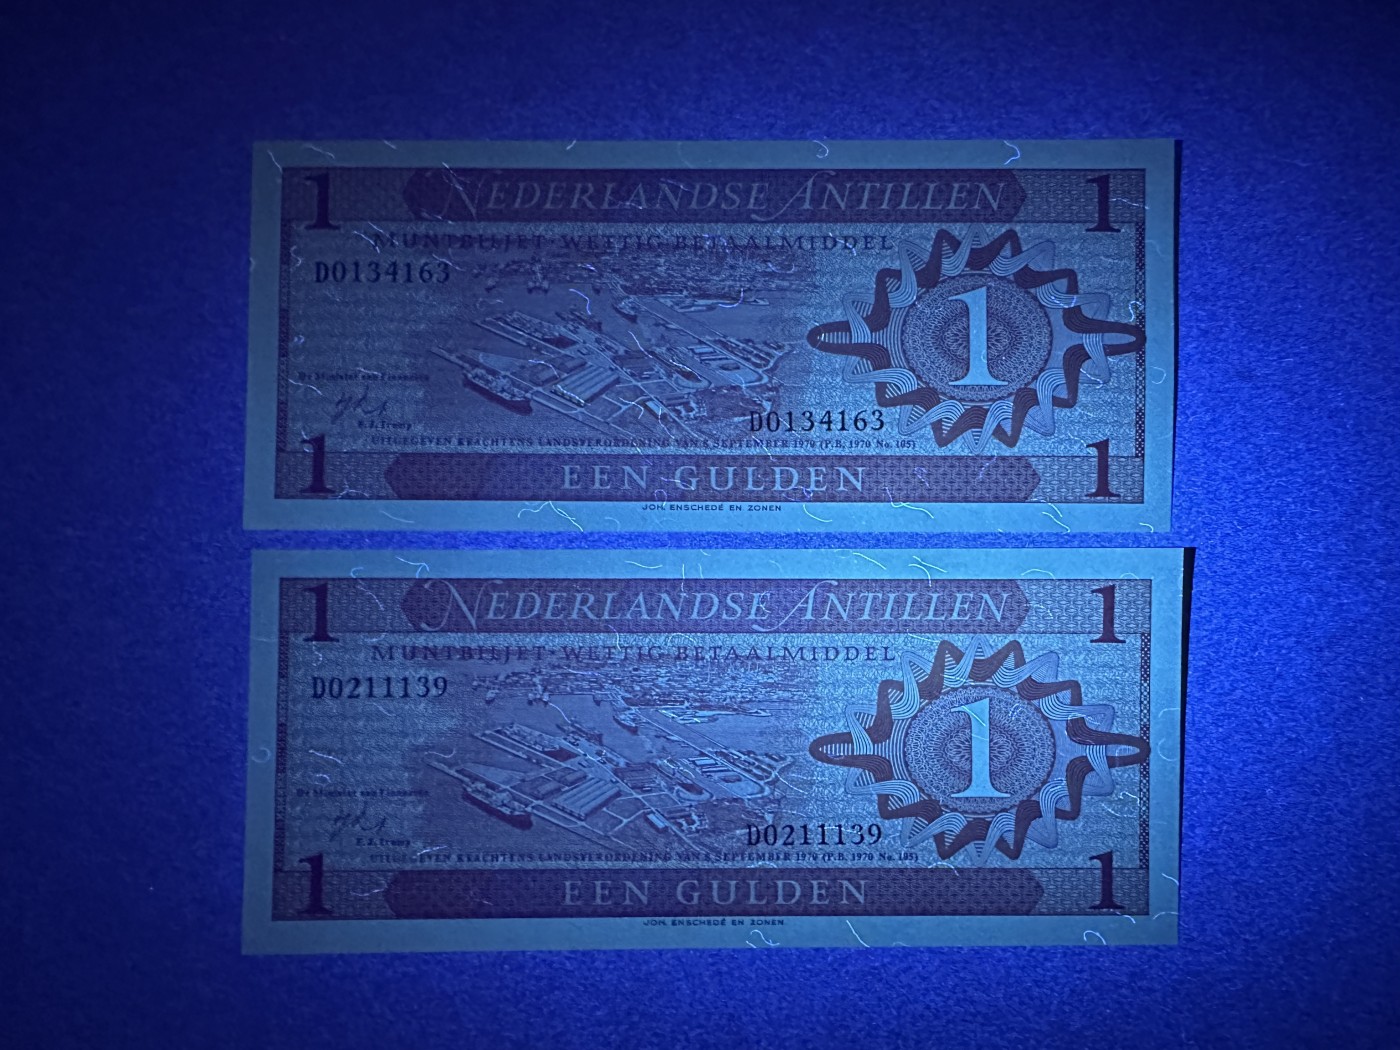 1 NEDERLANDSE ANTILLEN 1
MUNTBILJET·WETTIG BETAALMIDDEL
D0134163
1
De Minister van Financiën
D0134163
UITGEGEVEN KRACHTENS LANDSVERORDENING VAN 8 SEPTEMBER 1970 (P.B. 1970 No. 105)
1 EEN GULDEN 1
JOH. ENSCHEDÉ EN ZONEN
1 NEDERLANDSE ANTILLEN 1
MUNTBILJET·WETTIG BETAALMIDDEL
D0211139
1
De Minister van Financiën
D0211139
UITGEGEVEN KRACHTENS LANDSVERORDENING VAN 8 SEPTEMBER 1970 (P.B. 1970 No. 105)
1 EEN GULDEN 1
JOH. ENSCHEDÉ EN ZONEN